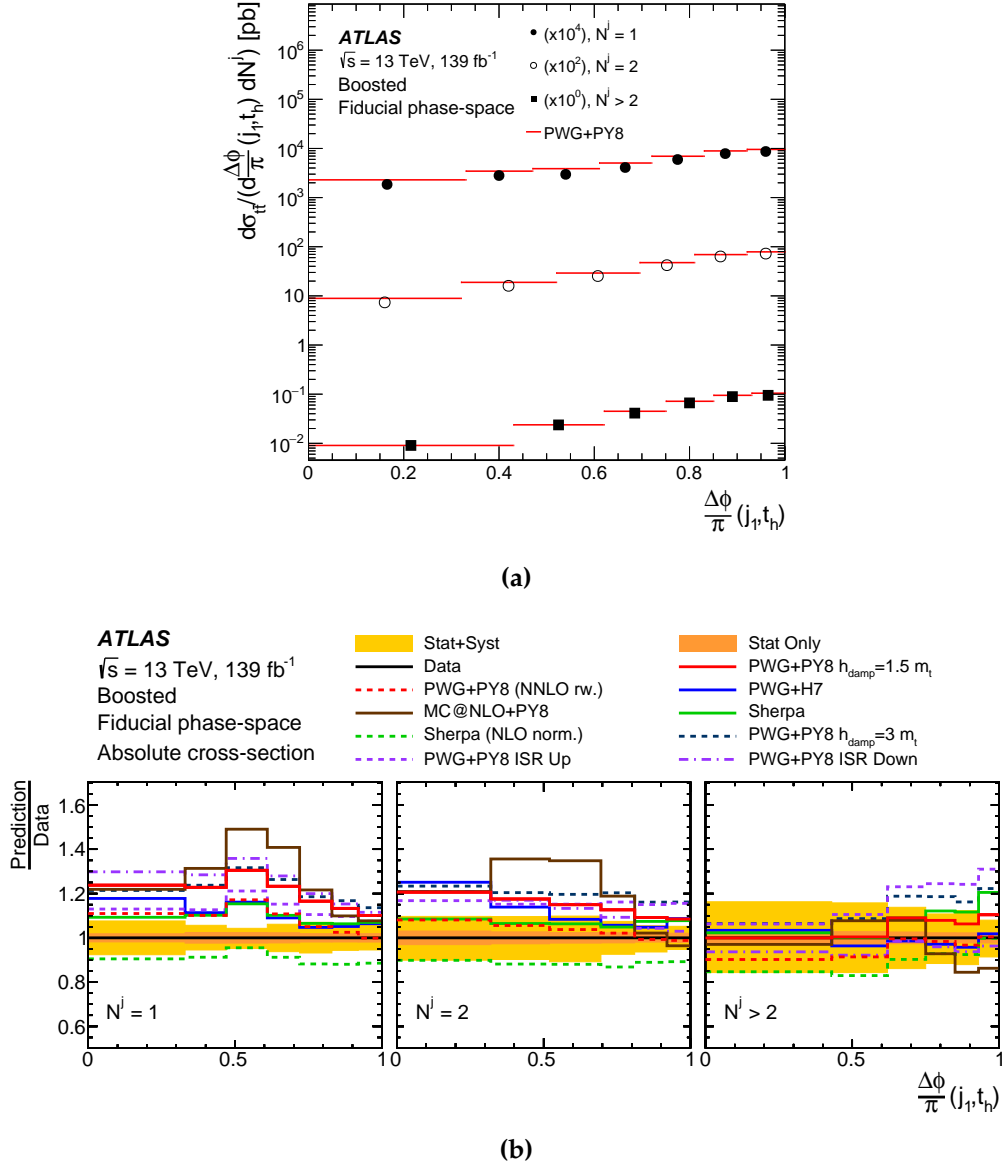 ATLAS
√s = 13 TeV, 139 fb⁻¹
Boosted
Fiducial phase-space
(x10⁴), Nʲ = 1
(x10²), Nʲ = 2
(x10⁰), Nʲ > 2
PWG+PY8
dσ_tt̄/(d Δφ/π (j₁,t_h) dNʲ) [pb]
10⁶
10⁵
10⁴
10³
10²
10
1
10⁻¹
10⁻²
0 0.2 0.4 0.6 0.8 1
Δφ/π (j₁,t_h)
(a)
ATLAS
√s = 13 TeV, 139 fb⁻¹
Boosted
Fiducial phase-space
Absolute cross-section
Stat+Syst
Data
PWG+PY8 (NNLO rw.)
MC@NLO+PY8
Sherpa (NLO norm.)
PWG+PY8 ISR Up
Stat Only
PWG+PY8 h_damp=1.5 m_t
PWG+H7
Sherpa
PWG+PY8 h_damp=3 m_t
PWG+PY8 ISR Down
Prediction
Data
1.6
1.4
1.2
1
0.8
0.6
Nʲ = 1
Nʲ = 2
Nʲ > 2
0 0.5 1 0 0.5 1 0 0.5 1
Δφ/π (j₁,t_h)
(b)